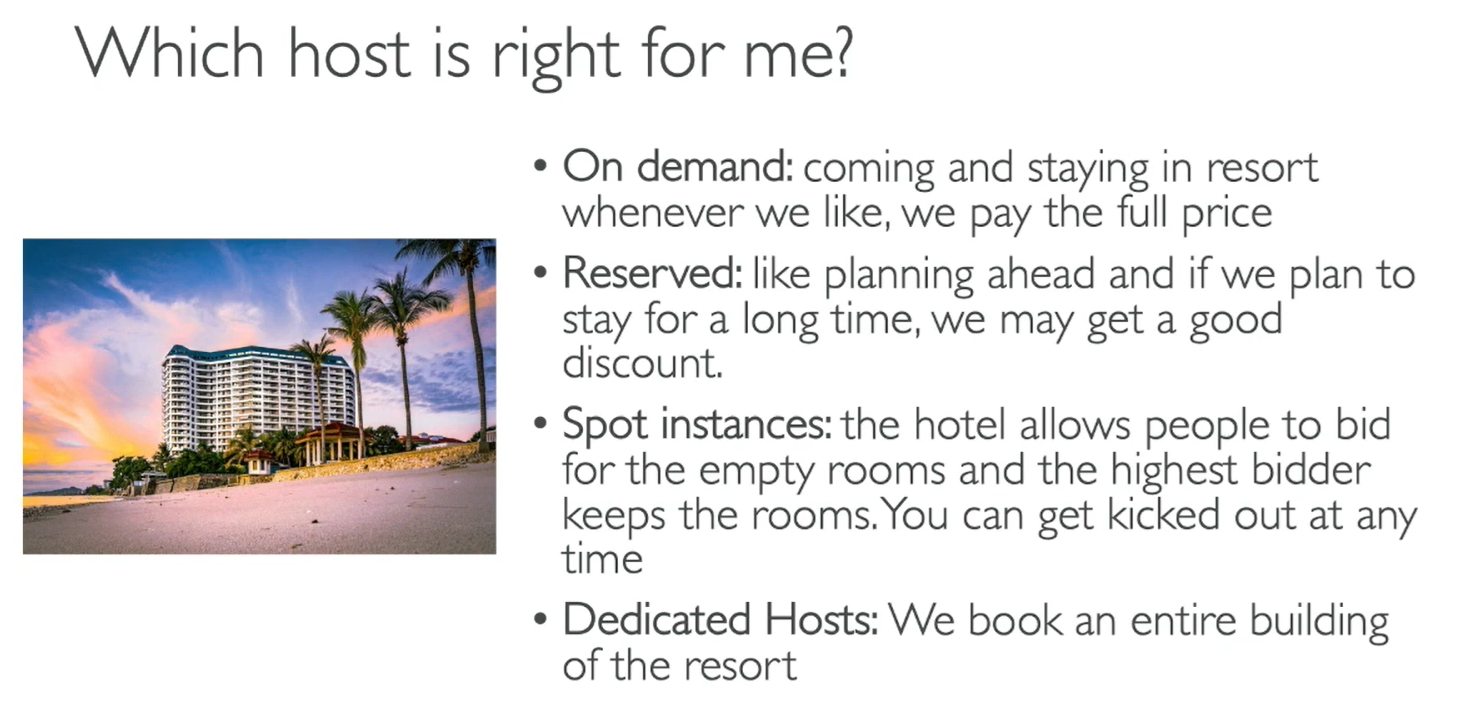 Which host is right for me?
• On demand: coming and staying in resort
whenever we like, we pay the full price
• Reserved: like planning ahead and if we plan to
stay for a long time, we may get a good
discount.
• Spot instances: the hotel allows people to bid
for the empty rooms and the highest bidder
keeps the rooms. You can get kicked out at any
time
• Dedicated Hosts: We book an entire building
of the resort